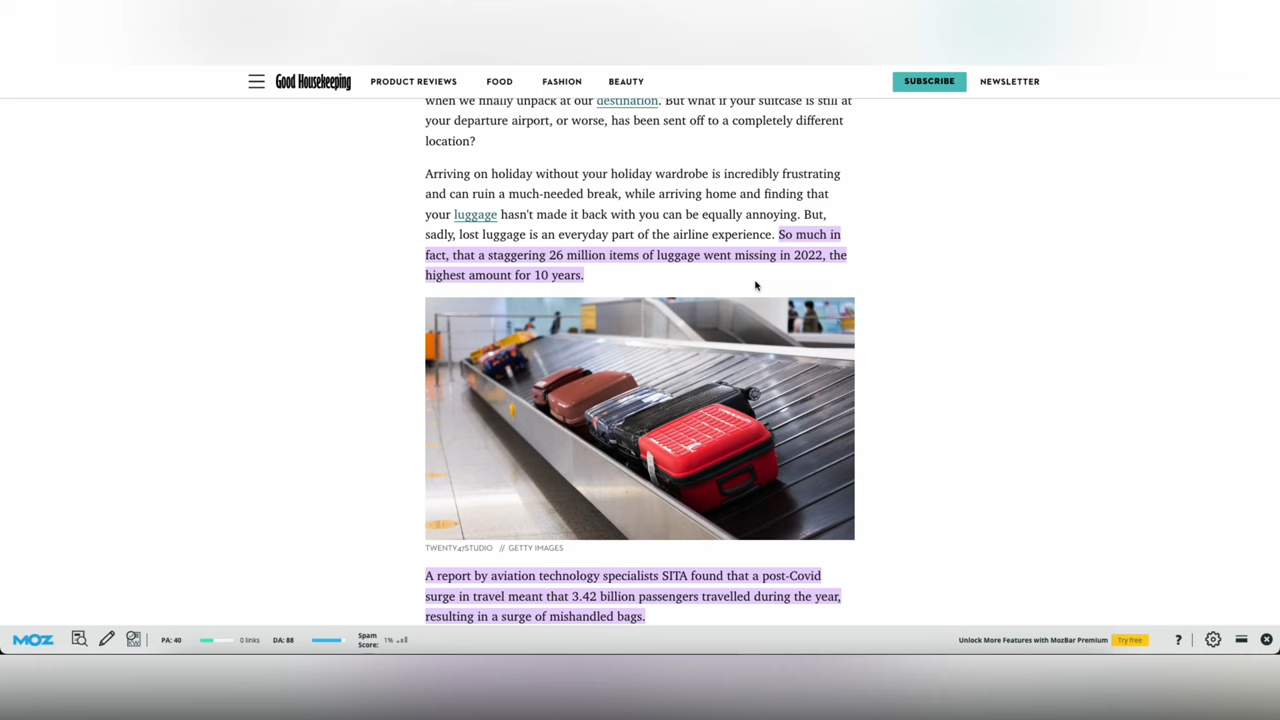 Good Housekeeping PRODUCT REVIEWS FOOD FASHION BEAUTY SUBSCRIBE NEWSLETTER
when we finally unpack at our destination. But what if your suitcase is still at
your departure airport, or worse, has been sent off to a completely different
location?
Arriving on holiday without your holiday wardrobe is incredibly frustrating
and can ruin a much-needed break, while arriving home and finding that
your luggage hasn't made it back with you can be equally annoying. But,
sadly, lost luggage is an everyday part of the airline experience. So much in
fact, that a staggering 26 million items of luggage went missing in 2022, the
highest amount for 10 years.
TWENTY47STUDIO // GETTY IMAGES
A report by aviation technology specialists SITA found that a post-Covid
surge in travel meant that 3.42 billion passengers travelled during the year,
resulting in a surge of mishandled bags.
MOZ PA: 40 0 links DA: 88 Spam Score: 1% Unlock More Features with MozBar Premium Try free ?